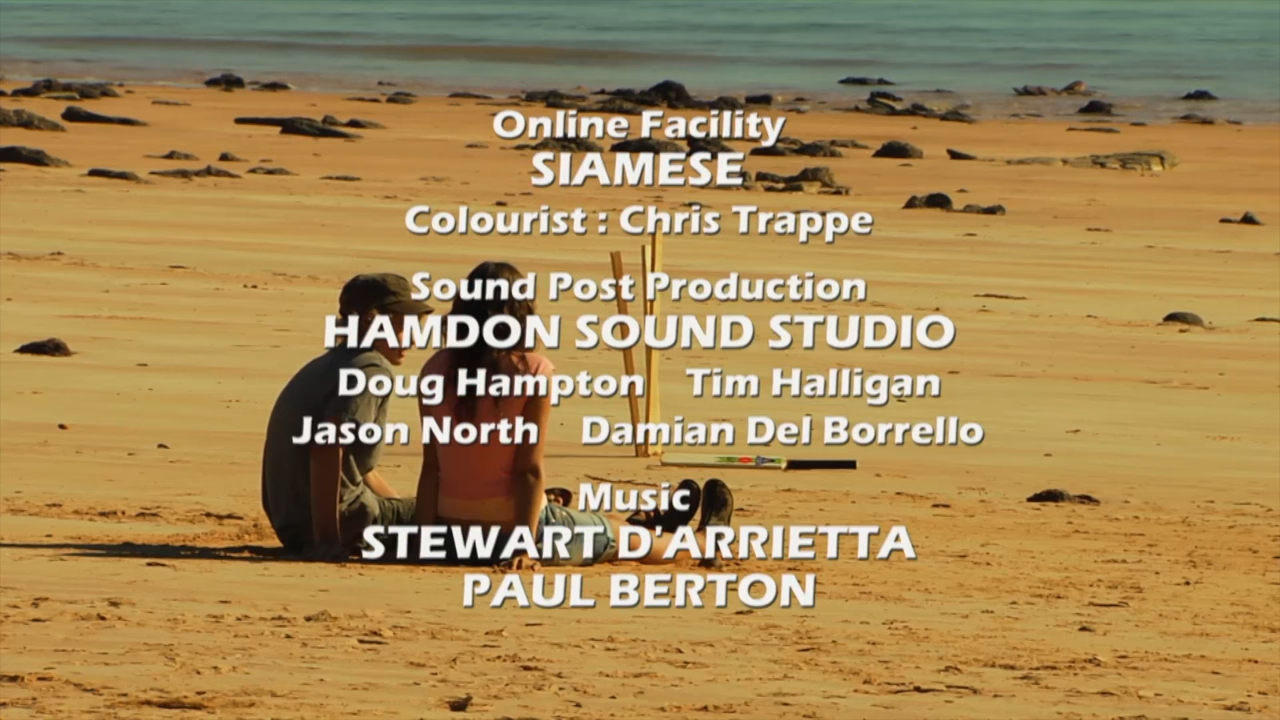 Online Facility
SIAMESE
Colourist : Chris Trappe
Sound Post Production
HAMDON SOUND STUDIO
Doug Hampton Tim Halligan
Jason North Damian Del Borrello
Music
STEWART D'ARRIETTA
PAUL BERTON